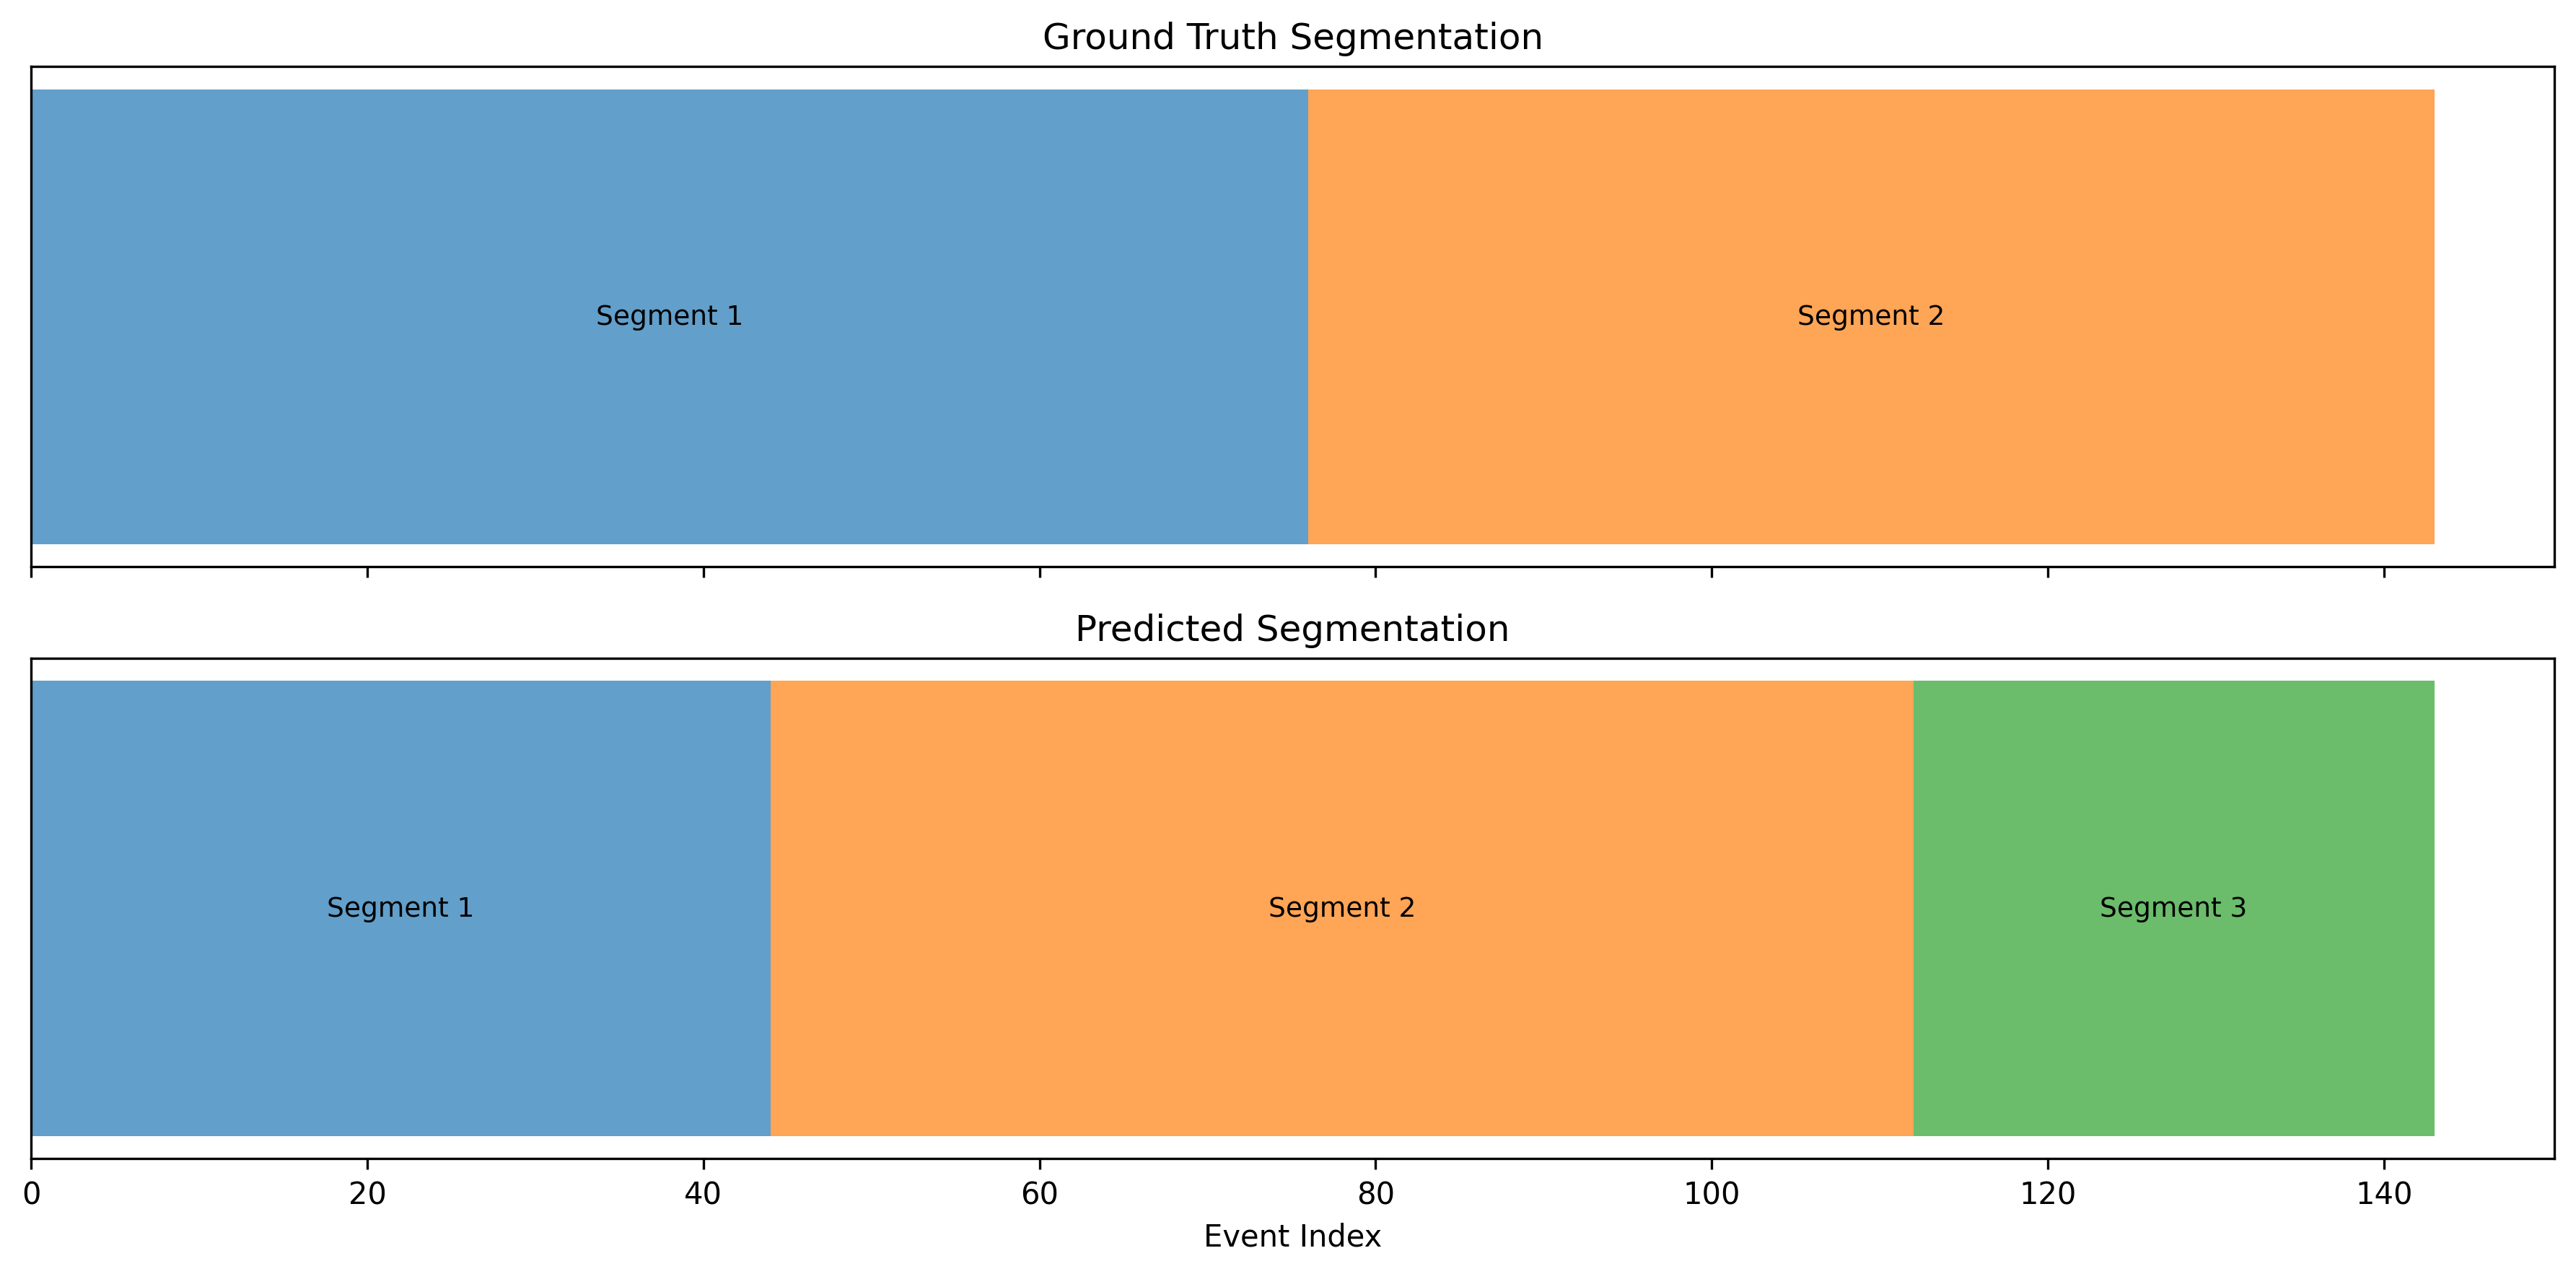 Ground Truth Segmentation
Segment 1 Segment 2
Predicted Segmentation
Segment 1 Segment 2 Segment 3
0 20 40 60 80 100 120 140
Event Index